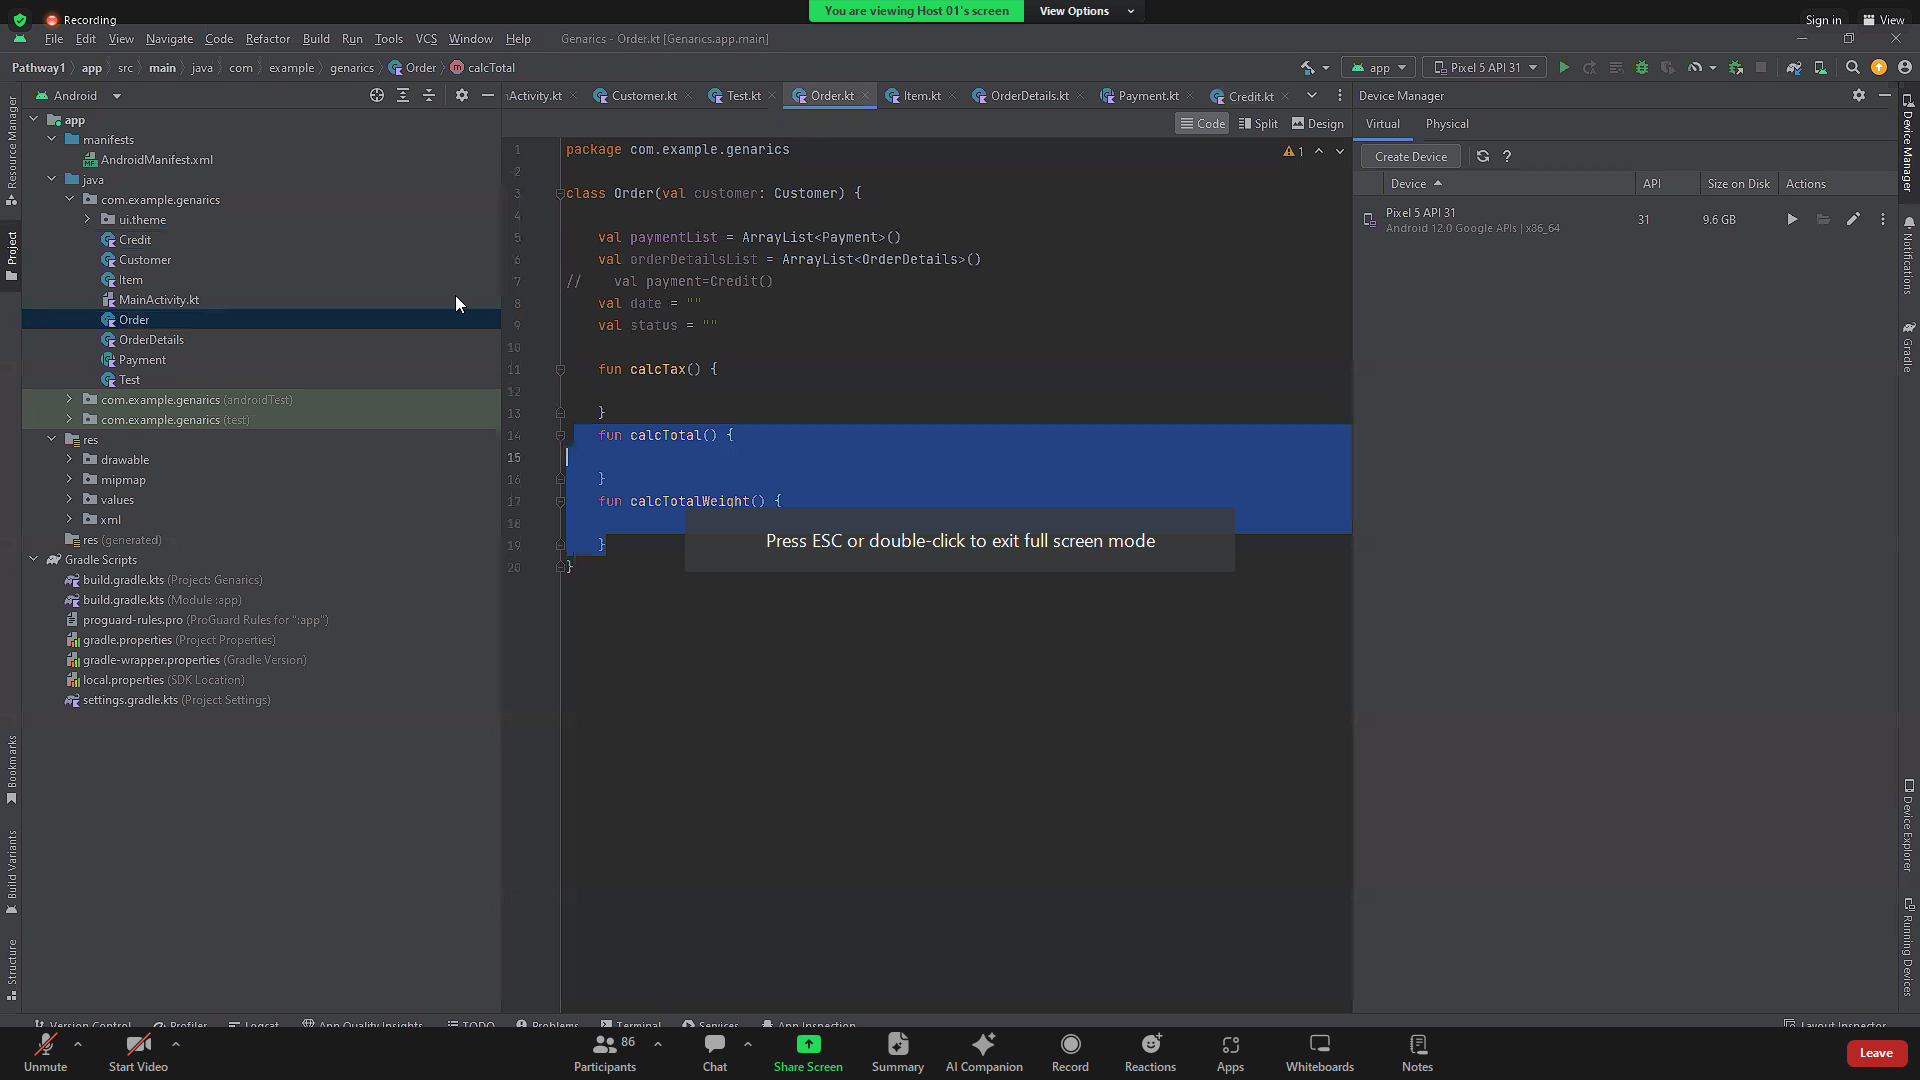 Recording
You are viewing Host 01's screen
View Options
Sign in
View
File Edit View Navigate Code Refactor Build Run Tools VCS Window Help
Genarics - Order.kt [Genarics.app.main]
Pathway1 app src main java com example genarics Order calcTotal
app
Pixel 5 API 31
Android
Activity.kt Customer.kt Test.kt Order.kt Item.kt OrderDetails.kt Payment.kt Credit.kt
Code Split Design
Resource Manager
Project
Bookmarks
Build Variants
Structure
app
manifests
AndroidManifest.xml
java
com.example.genarics
ui.theme
Credit
Customer
Item
MainActivity.kt
Order
OrderDetails
Payment
Test
com.example.genarics (androidTest)
com.example.genarics (test)
res
drawable
mipmap
values
xml
res (generated)
Gradle Scripts
build.gradle.kts (Project: Genarics)
build.gradle.kts (Module :app)
proguard-rules.pro (ProGuard Rules for ":app")
gradle.properties (Project Properties)
gradle-wrapper.properties (Gradle Version)
local.properties (SDK Location)
settings.gradle.kts (Project Settings)
1 package com.example.genarics
1
2
3 class Order(val customer: Customer) {
4
5 val paymentList = ArrayList<Payment>()
6 val orderDetailsList = ArrayList<OrderDetails>()
7 // val payment=Credit()
8 val date = ""
9 val status = ""
10
11 fun calcTax() {
12
13 }
14 fun calcTotal() {
15
16 }
17 fun calcTotalWeight() {
18
19 }
20 }
Press ESC or double-click to exit full screen mode
Device Manager
Virtual Physical
Create Device
?
Device API Size on Disk Actions
Pixel 5 API 31
Android 12.0 Google APIs | x86_64
31 9.6 GB
Device Manager
Notifications
Gradle
Device Explorer
Running Devices
Version Control Profiler Logcat App Quality Insights TODO Problems Terminal Services App Inspection
Layout Inspector
Unmute
Start Video
86
Participants
Chat
Share Screen
Summary
AI Companion
Record
Reactions
Apps
Whiteboards
Notes
Leave